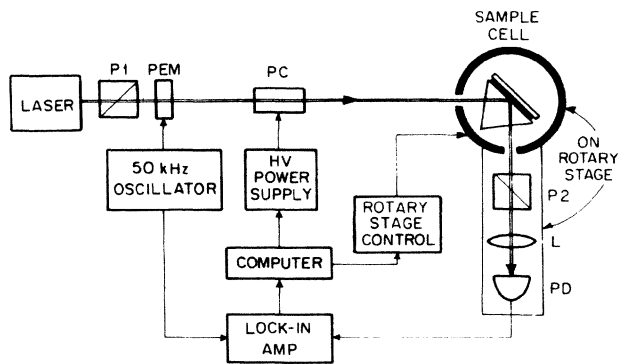 SAMPLE
CELL
P1
PEM
PC
LASER
ON
ROTARY
STAGE
50 kHz
OSCILLATOR
HV
POWER
SUPPLY
ROTARY
STAGE
CONTROL
P2
L
COMPUTER
PD
LOCK-IN
AMP